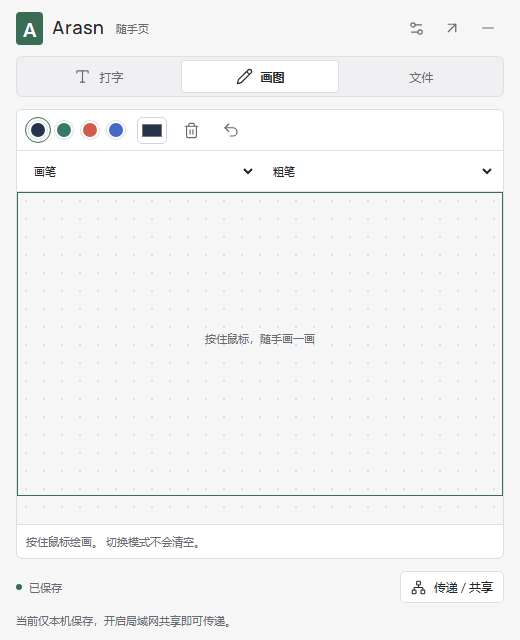 A Arasn 随手页
打字 画图 文件
画笔 粗笔
按住鼠标，随手画一画
按住鼠标绘画。 切换模式不会清空。
已保存 传递 / 共享
当前仅本机保存，开启局域网共享即可传递。